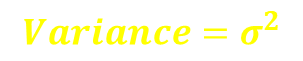 Variance = σ²